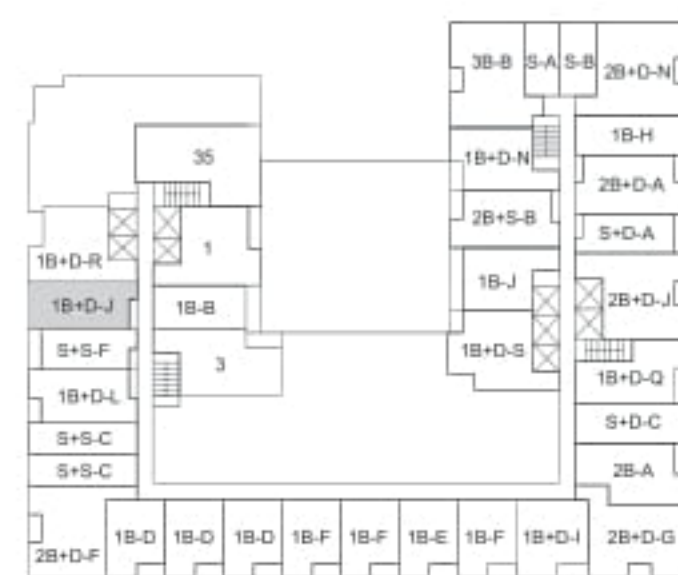 3B-B
S-A
S-B
2B+D-N
1B-H
1B+D-N
2B+D-A
2B+S-B
S+D-A
1B-J
2B+D-J
1B+D-S
1B+D-Q
S+D-C
2B-A
35
1
1B+D-R
1B+D-J
1B-B
S+S-F
3
1B+D-L
S+S-C
S+S-C
2B+D-F
1B-D
1B-D
1B-D
1B-F
1B-F
1B-E
1B-F
1B+D-I
2B+D-G